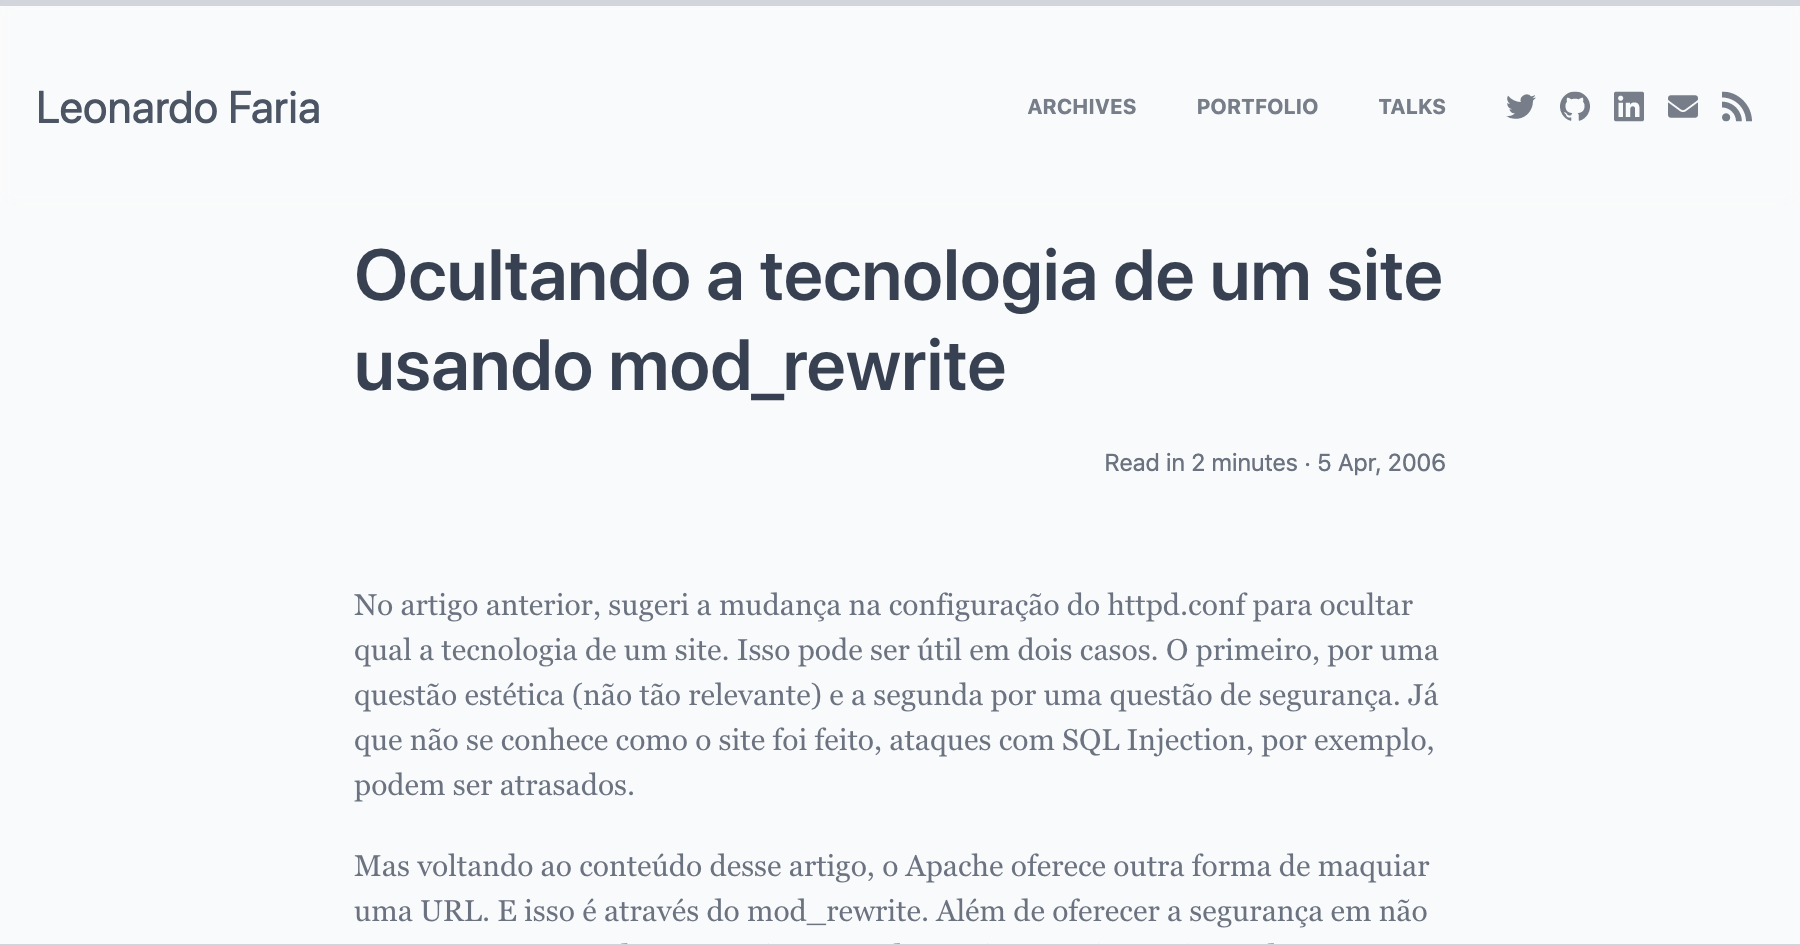 Leonardo Faria
ARCHIVES PORTFOLIO TALKS
Ocultando a tecnologia de um site
usando mod_rewrite
Read in 2 minutes · 5 Apr, 2006
No artigo anterior, sugeri a mudança na configuração do httpd.conf para ocultar
qual a tecnologia de um site. Isso pode ser útil em dois casos. O primeiro, por uma
questão estética (não tão relevante) e a segunda por uma questão de segurança. Já
que não se conhece como o site foi feito, ataques com SQL Injection, por exemplo,
podem ser atrasados.
Mas voltando ao conteúdo desse artigo, o Apache oferece outra forma de maquiar
uma URL. E isso é através do mod_rewrite. Além de oferecer a segurança em não